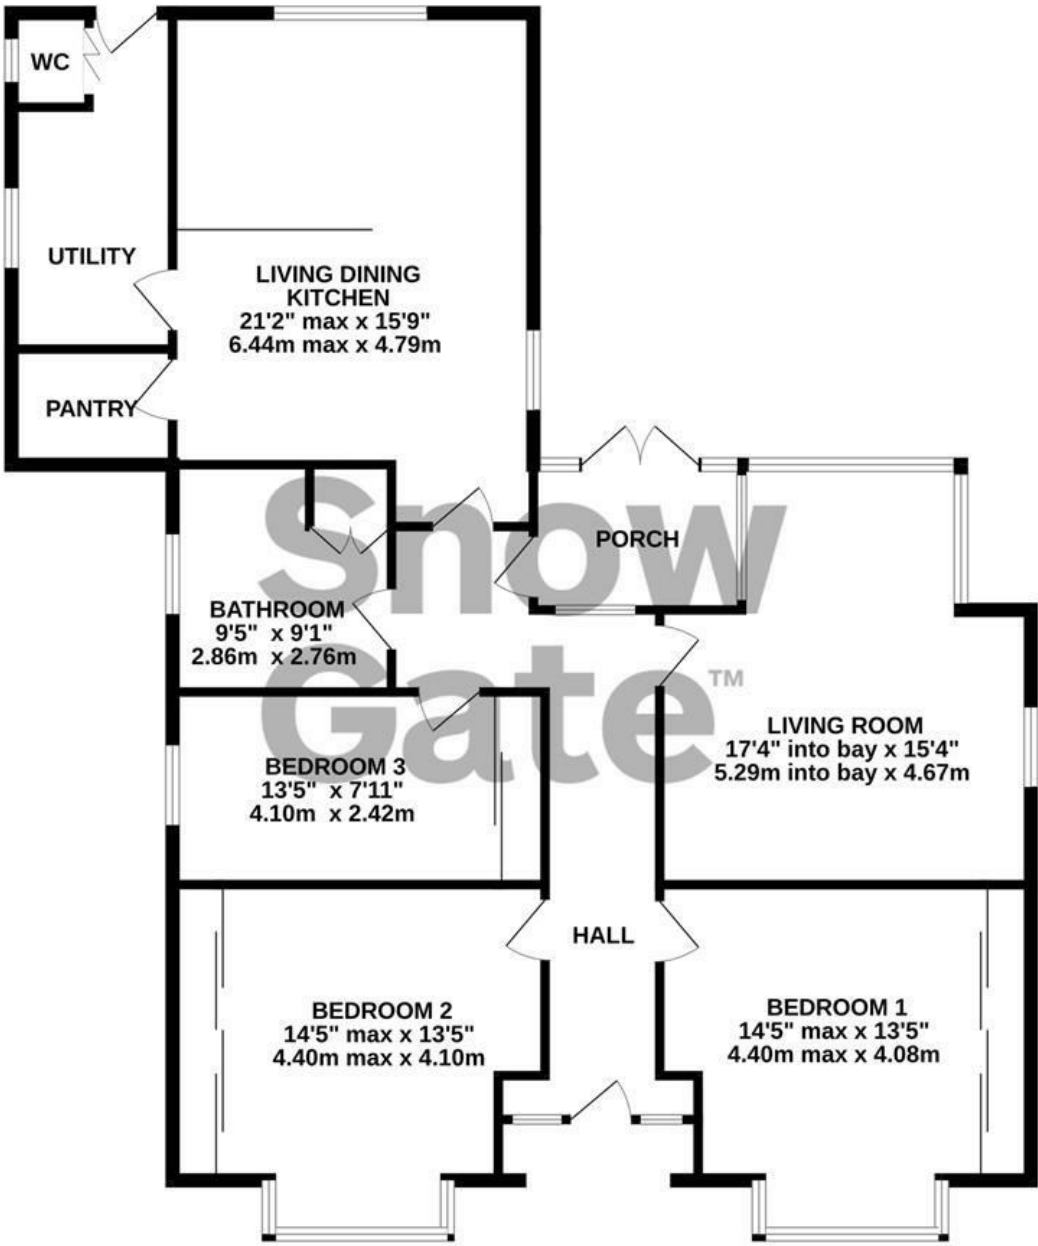 WC
UTILITY
LIVING DINING
KITCHEN
21'2" max x 15'9"
6.44m max x 4.79m
PANTRY
Snow
Gate™
PORCH
BATHROOM
9'5" x 9'1"
2.86m x 2.76m
LIVING ROOM
17'4" into bay x 15'4"
5.29m into bay x 4.67m
BEDROOM 3
13'5" x 7'11"
4.10m x 2.42m
HALL
BEDROOM 2
14'5" max x 13'5"
4.40m max x 4.10m
BEDROOM 1
14'5" max x 13'5"
4.40m max x 4.08m